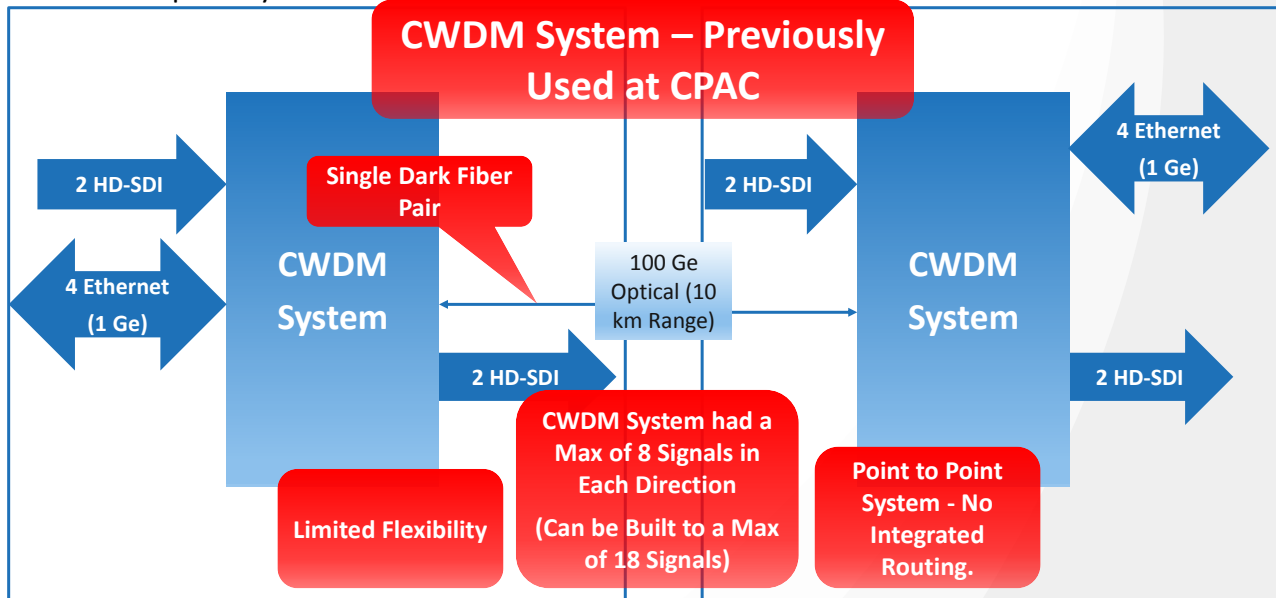 CWDM System – Previously
Used at CPAC
2 HD-SDI
4 Ethernet
(1 Ge)
CWDM
System
Single Dark Fiber
Pair
2 HD-SDI
100 Ge
Optical (10
km Range)
2 HD-SDI
CWDM
System
4 Ethernet
(1 Ge)
2 HD-SDI
Limited Flexibility
CWDM System had a
Max of 8 Signals in
Each Direction
(Can be Built to a Max
of 18 Signals)
Point to Point
System - No
Integrated
Routing.